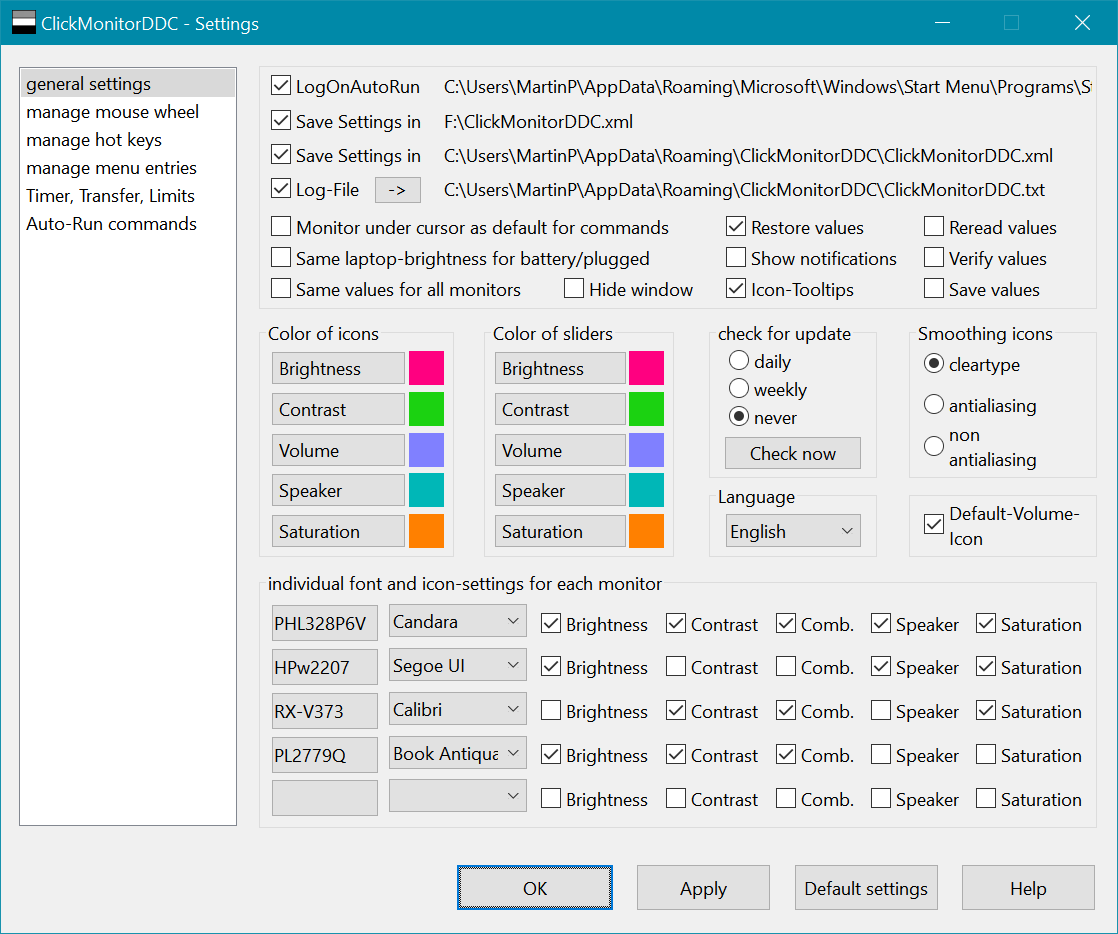 ClickMonitorDDC - Settings
general settings
manage mouse wheel
manage hot keys
manage menu entries
Timer, Transfer, Limits
Auto-Run commands
LogOnAutoRun C:\Users\MartinP\AppData\Roaming\Microsoft\Windows\Start Menu\Programs\S
Save Settings in F:\ClickMonitorDDC.xml
Save Settings in C:\Users\MartinP\AppData\Roaming\ClickMonitorDDC\ClickMonitorDDC.xml
Log-File -> C:\Users\MartinP\AppData\Roaming\ClickMonitorDDC\ClickMonitorDDC.txt
Monitor under cursor as default for commands Restore values Reread values
Same laptop-brightness for battery/plugged Show notifications Verify values
Same values for all monitors Hide window Icon-Tooltips Save values
Color of icons
Brightness
Contrast
Volume
Speaker
Saturation
Color of sliders
Brightness
Contrast
Volume
Speaker
Saturation
check for update
daily
weekly
never
Check now
Language
English
Smoothing icons
cleartype
antialiasing
non
antialiasing
Default-Volume-
Icon
individual font and icon-settings for each monitor
PHL328P6V Candara Brightness Contrast Comb. Speaker Saturation
HPw2207 Segoe UI Brightness Contrast Comb. Speaker Saturation
RX-V373 Calibri Brightness Contrast Comb. Speaker Saturation
PL2779Q Book Antiqua Brightness Contrast Comb. Speaker Saturation
Brightness Contrast Comb. Speaker Saturation
OK Apply Default settings Help